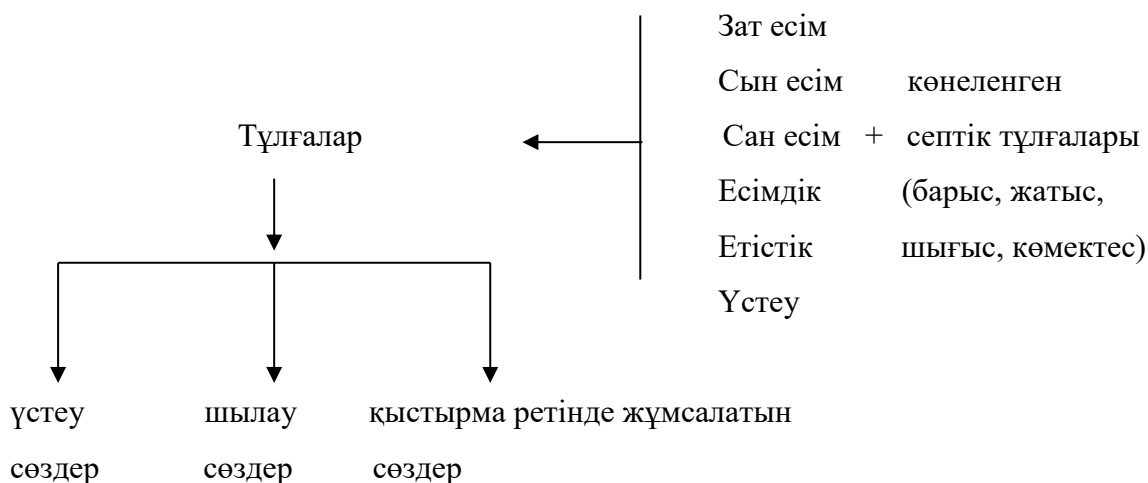 Зат есім
Сын есім көнеленген
Тұлғалар Сан есім + септік тұлғалары
Есімдік (барыс, жатыс,
Етістік шығыс, көмектес)
Үстеу
үстеу шылау қыстырма ретінде жұмсалатын
сөздер сөздер сөздер